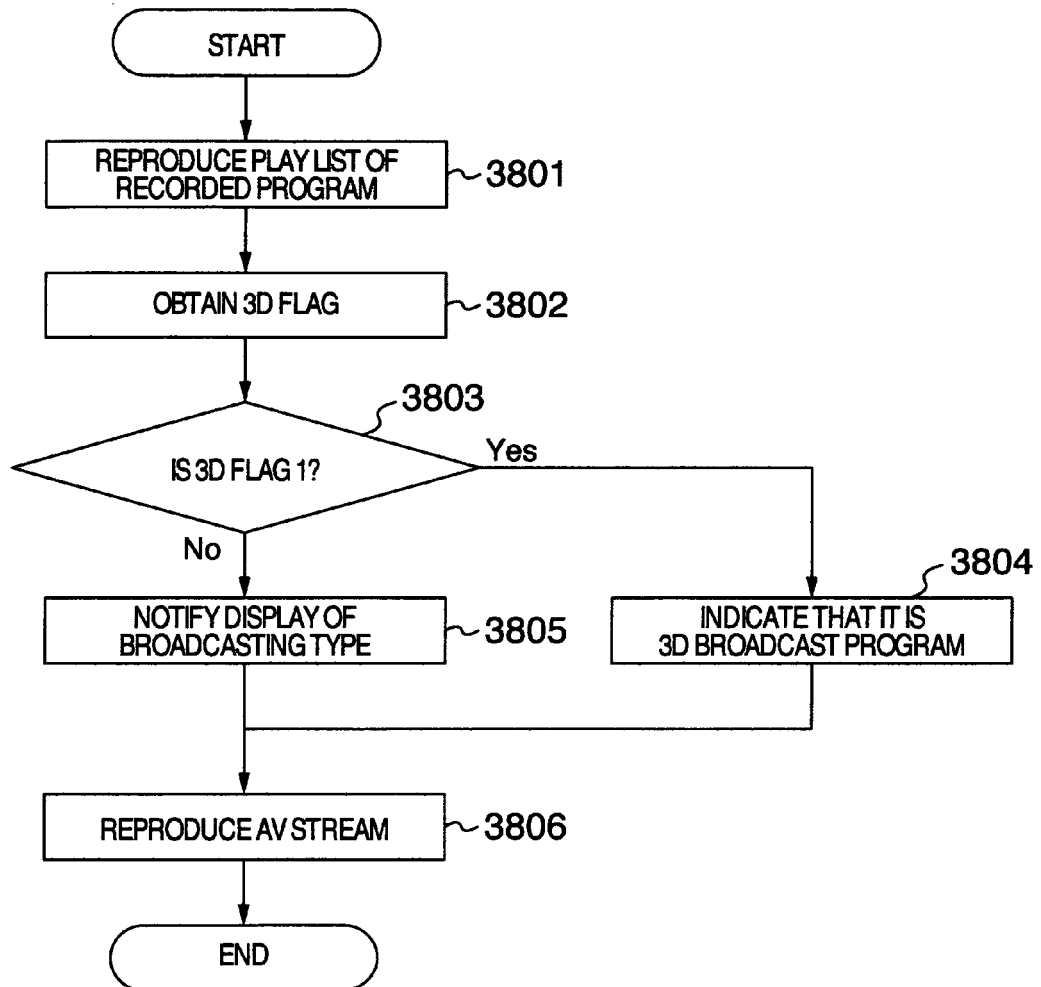 START
REPRODUCE PLAY LIST OF
RECORDED PROGRAM
3801
OBTAIN 3D FLAG
3802
3803
IS 3D FLAG 1?
Yes
No
3804
NOTIFY DISPLAY OF
BROADCASTING TYPE
3805
INDICATE THAT IT IS
3D BROADCAST PROGRAM
REPRODUCE AV STREAM
3806
END